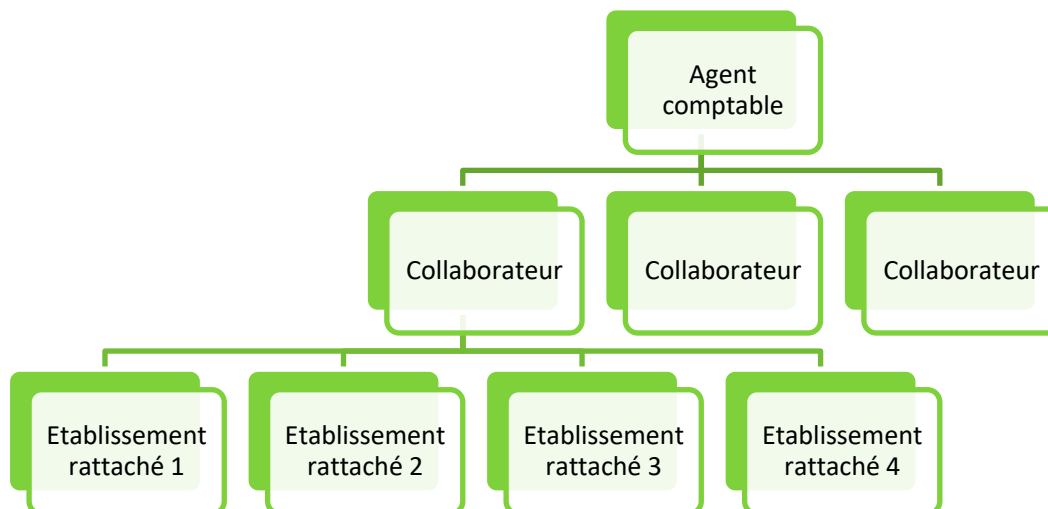 Agent
comptable
Collaborateur
Collaborateur
Collaborateur
Etablissement
rattaché 1
Etablissement
rattaché 2
Etablissement
rattaché 3
Etablissement
rattaché 4